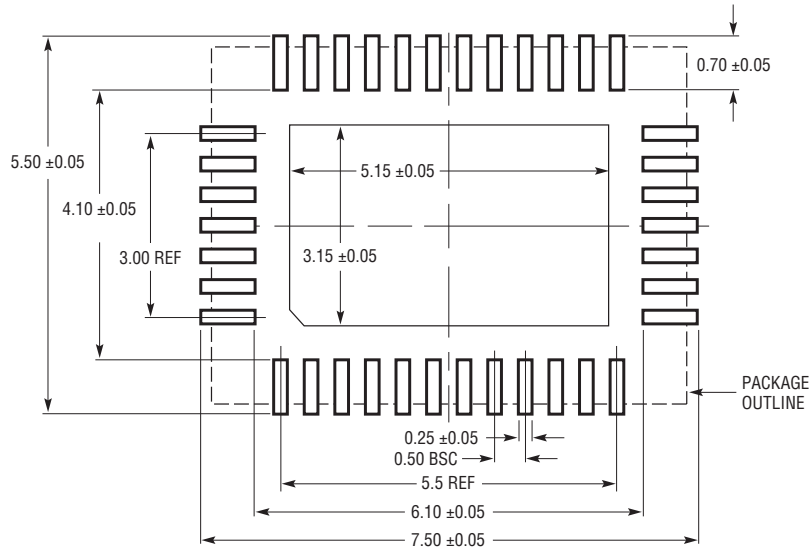 0.70 ±0.05
5.50 ±0.05
5.15 ±0.05
4.10 ±0.05
3.00 REF
3.15 ±0.05
PACKAGE
OUTLINE
0.25 ±0.05
0.50 BSC
5.5 REF
6.10 ±0.05
7.50 ±0.05